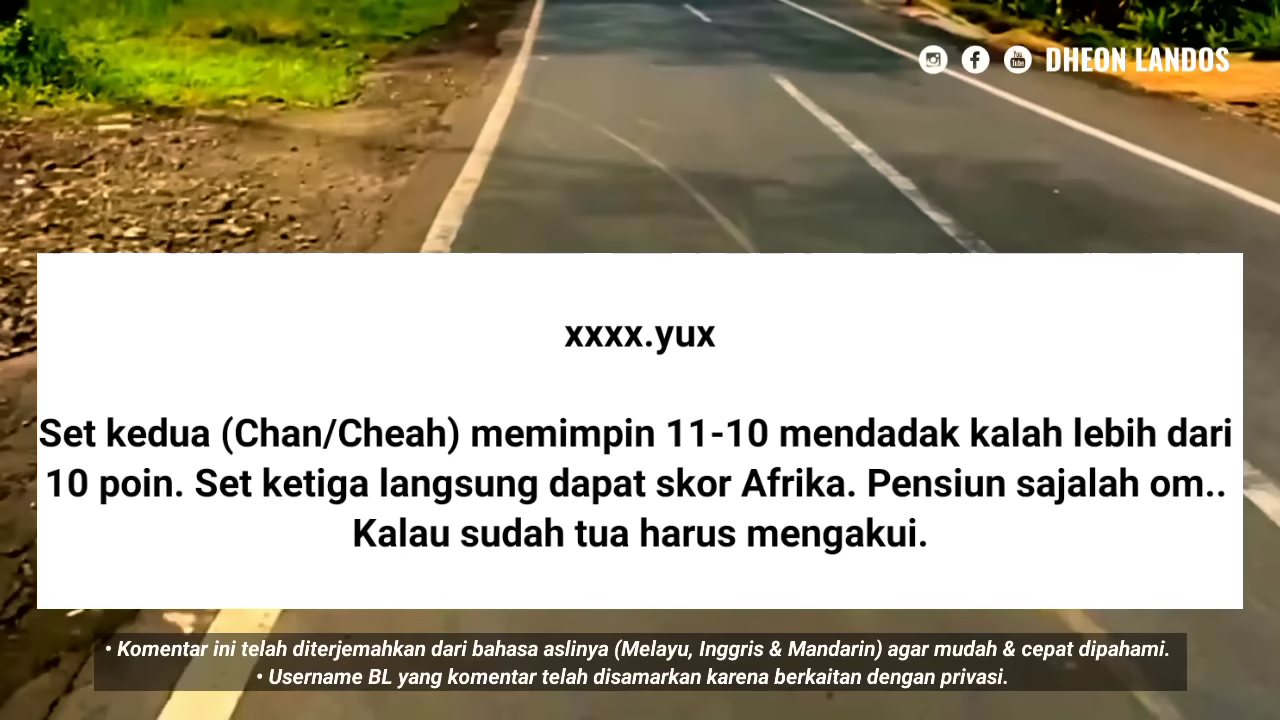 DHEON LANDOS
xxxx.yux
Set kedua (Chan/Cheah) memimpin 11-10 mendadak kalah lebih dari
10 poin. Set ketiga langsung dapat skor Afrika. Pensiun sajalah om..
Kalau sudah tua harus mengakui.
• Komentar ini telah diterjemahkan dari bahasa aslinya (Melayu, Inggris & Mandarin) agar mudah & cepat dipahami.
• Username BL yang komentar telah disamarkan karena berkaitan dengan privasi.